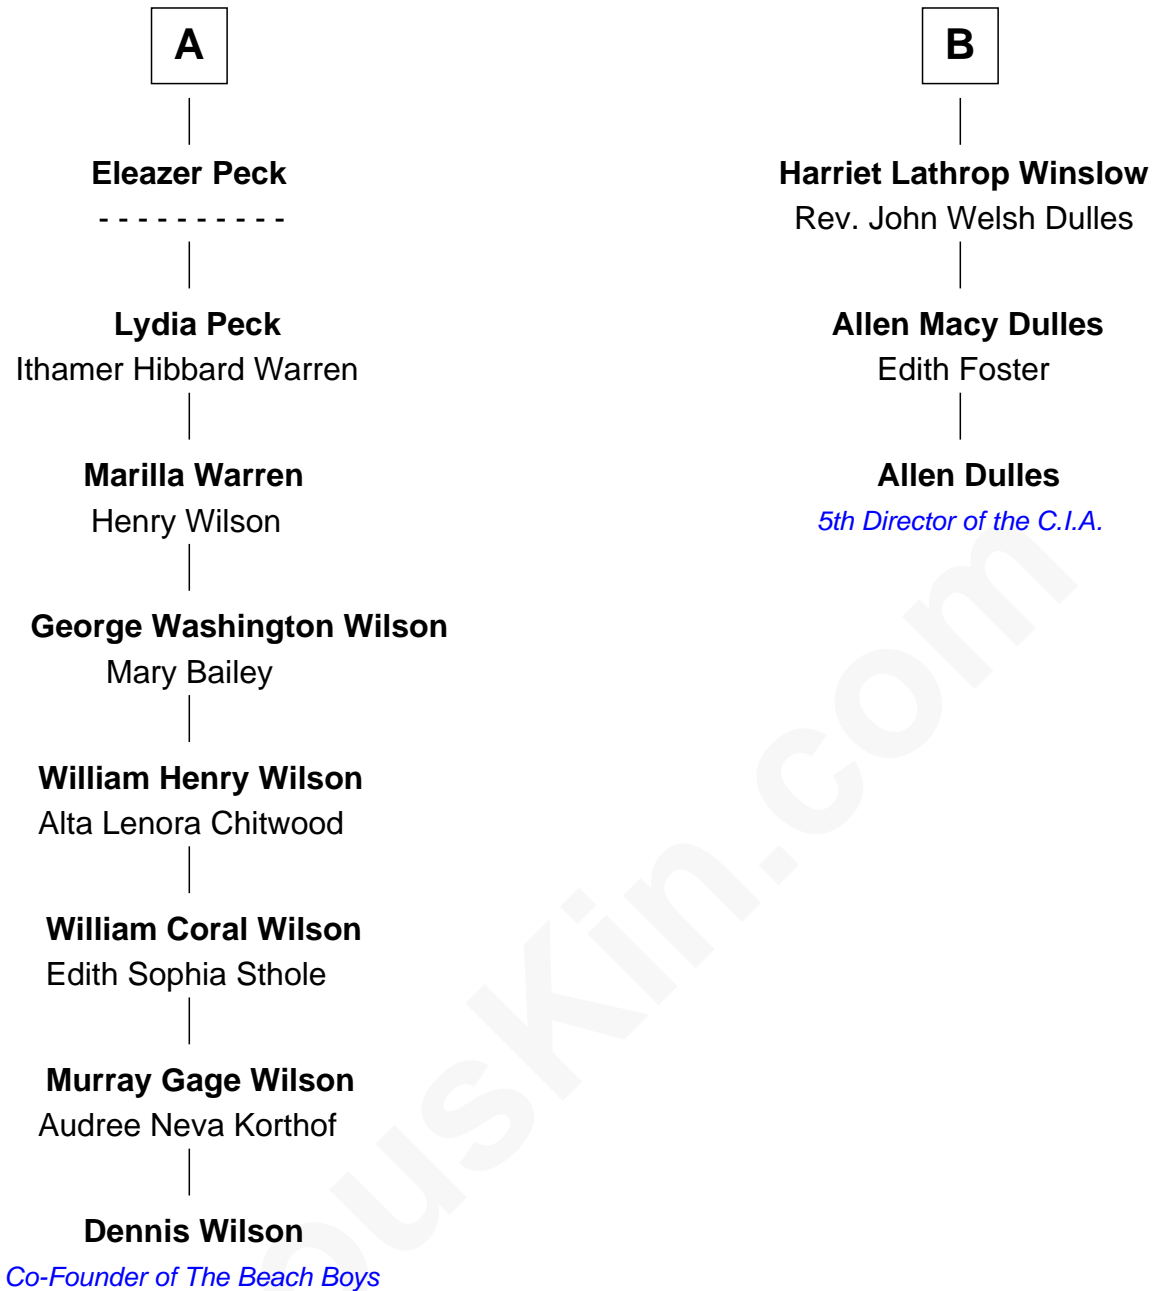 A
Eleazer Peck
- - - - - - - - - -
Lydia Peck
Ithamer Hibbard Warren
Marilla Warren
Henry Wilson
George Washington Wilson
Mary Bailey
William Henry Wilson
Alta Lenora Chitwood
William Coral Wilson
Edith Sophia Sthole
Murray Gage Wilson
Audree Neva Korthof
Dennis Wilson
Co-Founder of The Beach Boys
B
Harriet Lathrop Winslow
Rev. John Welsh Dulles
Allen Macy Dulles
Edith Foster
Allen Dulles
5th Director of the C.I.A.
ousKin.com